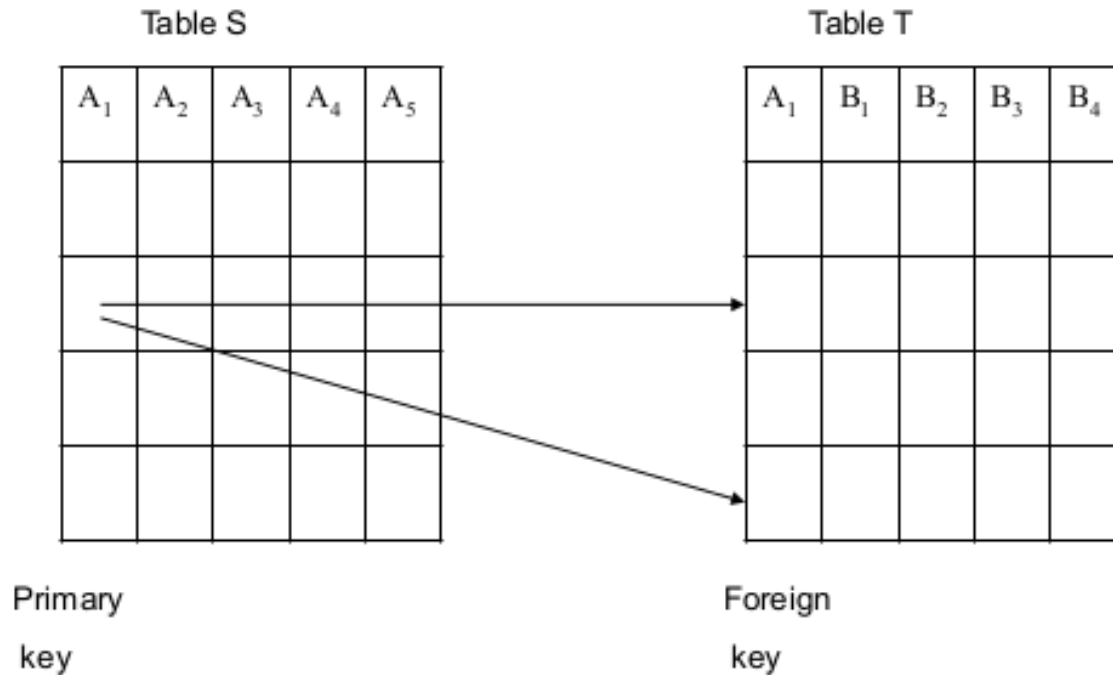 Table S Table T
A₁ A₂ A₃ A₄ A₅ A₁ B₁ B₂ B₃ B₄
Primary Foreign
key key